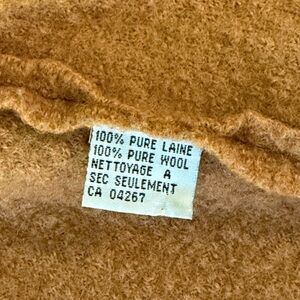 100% PURE LAINE
100% PURE WOOL
NETTOYAGE A
SEC SEULEMENT
CA 04267